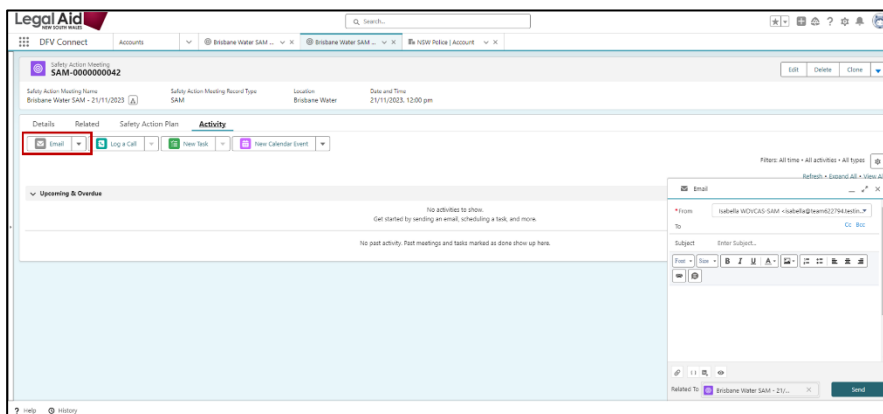 Legal Aid
NEW SOUTH WALES
Search...
DFV Connect
Accounts
Brisbane Water SAM ...
Brisbane Water SAM ...
NSW Police | Account
Safety Action Meeting
SAM-0000000042
Edit
Delete
Clone
Safety Action Meeting Name
Safety Action Meeting Record Type
Location
Date and Time
Brisbane Water SAM - 21/11/2023
SAM
Brisbane Water
21/11/2023, 12:00 pm
Details
Related
Safety Action Plan
Activity
Email
Log a Call
New Task
New Calendar Event
Filters: All time • All activities • All types
Refresh • Expand All • View All
Upcoming & Overdue
No activities to show.
Get started by sending an email, scheduling a task, and more.
No past activity. Past meetings and tasks marked as done show up here.
Email
*From
Isabella WDVCAS-SAM <isabella@team622794.testin...
To
Cc Bcc
Subject
Enter Subject...
Font
Size
B I U A
Related To
Brisbane Water SAM - 21/...
Send
? Help
History